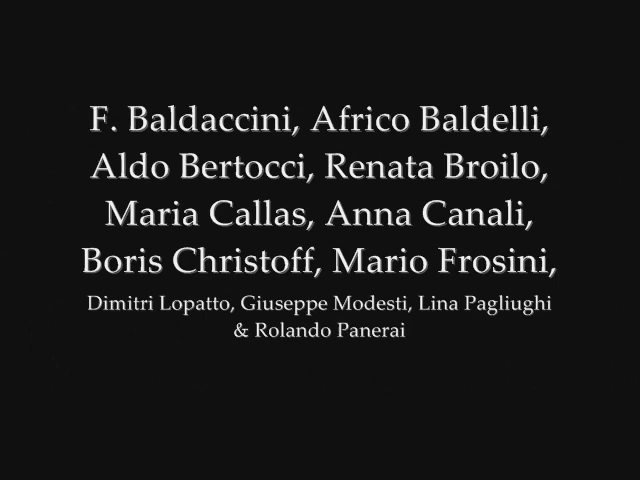 F. Baldaccini, Africo Baldelli,
Aldo Bertocci, Renata Broilo,
Maria Callas, Anna Canali,
Boris Christoff, Mario Frosini,
Dimitri Lopatto, Giuseppe Modesti, Lina Pagliughi
& Rolando Panerai